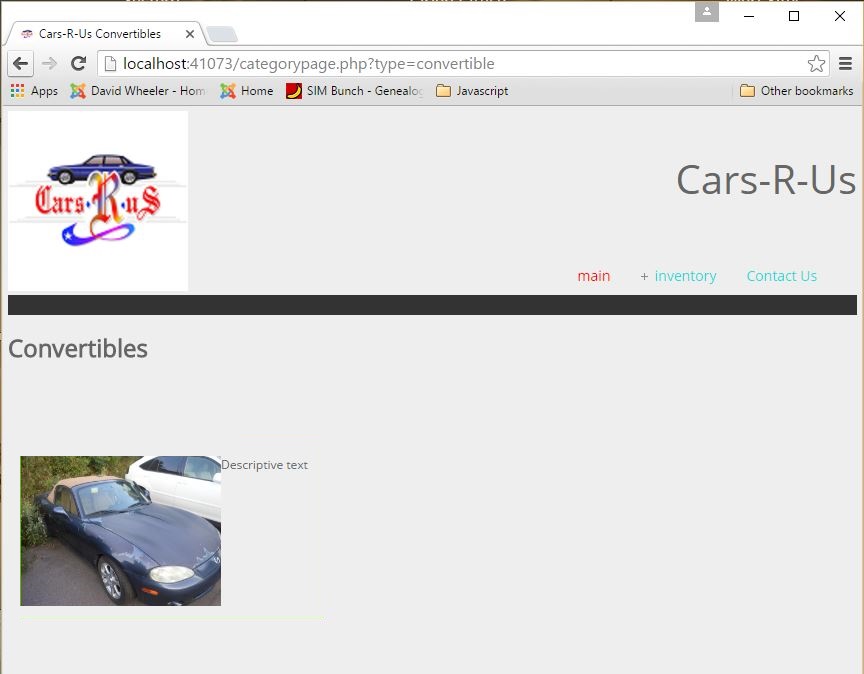 Cars-R-Us Convertibles
localhost:41073/categorypage.php?type=convertible
Apps David Wheeler - Hom Home SIM Bunch - Genealog Javascript Other bookmarks
Cars·R·uS
Cars-R-Us
main + inventory Contact Us
Convertibles
Descriptive text